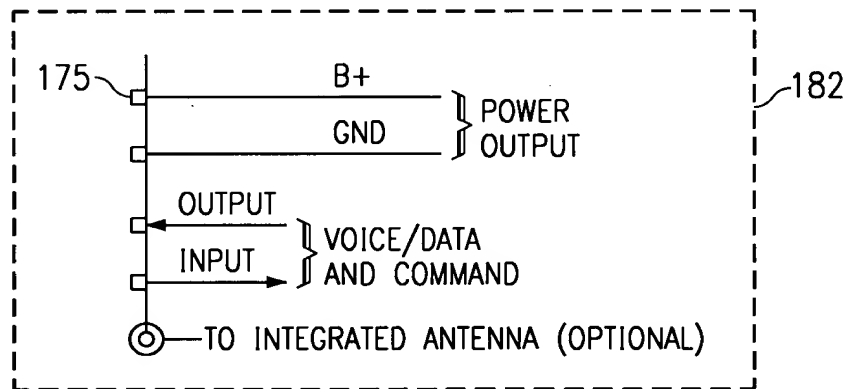 175
B+
182
POWER
GND
OUTPUT
OUTPUT
VOICE/DATA
INPUT
AND COMMAND
TO INTEGRATED ANTENNA (OPTIONAL)